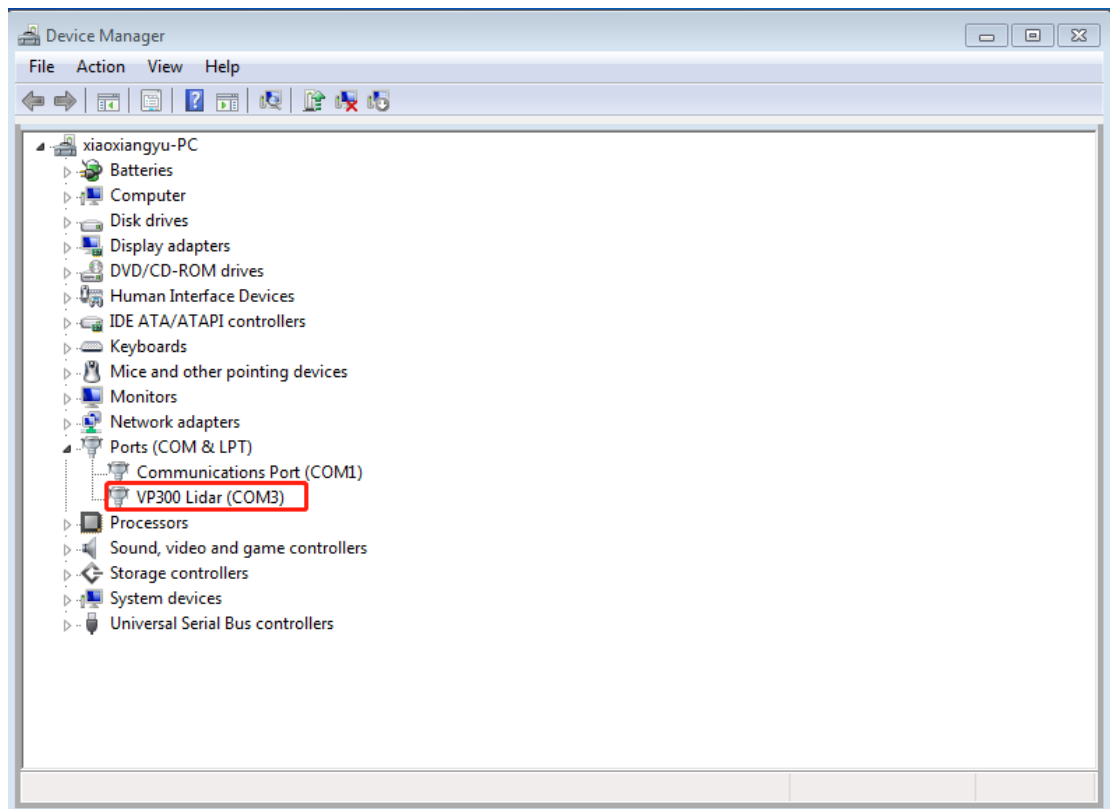 Device Manager
File Action View Help
xiaoxiangyu-PC
Batteries
Computer
Disk drives
Display adapters
DVD/CD-ROM drives
Human Interface Devices
IDE ATA/ATAPI controllers
Keyboards
Mice and other pointing devices
Monitors
Network adapters
Ports (COM & LPT)
Communications Port (COM1)
VP300 Lidar (COM3)
Processors
Sound, video and game controllers
Storage controllers
System devices
Universal Serial Bus controllers